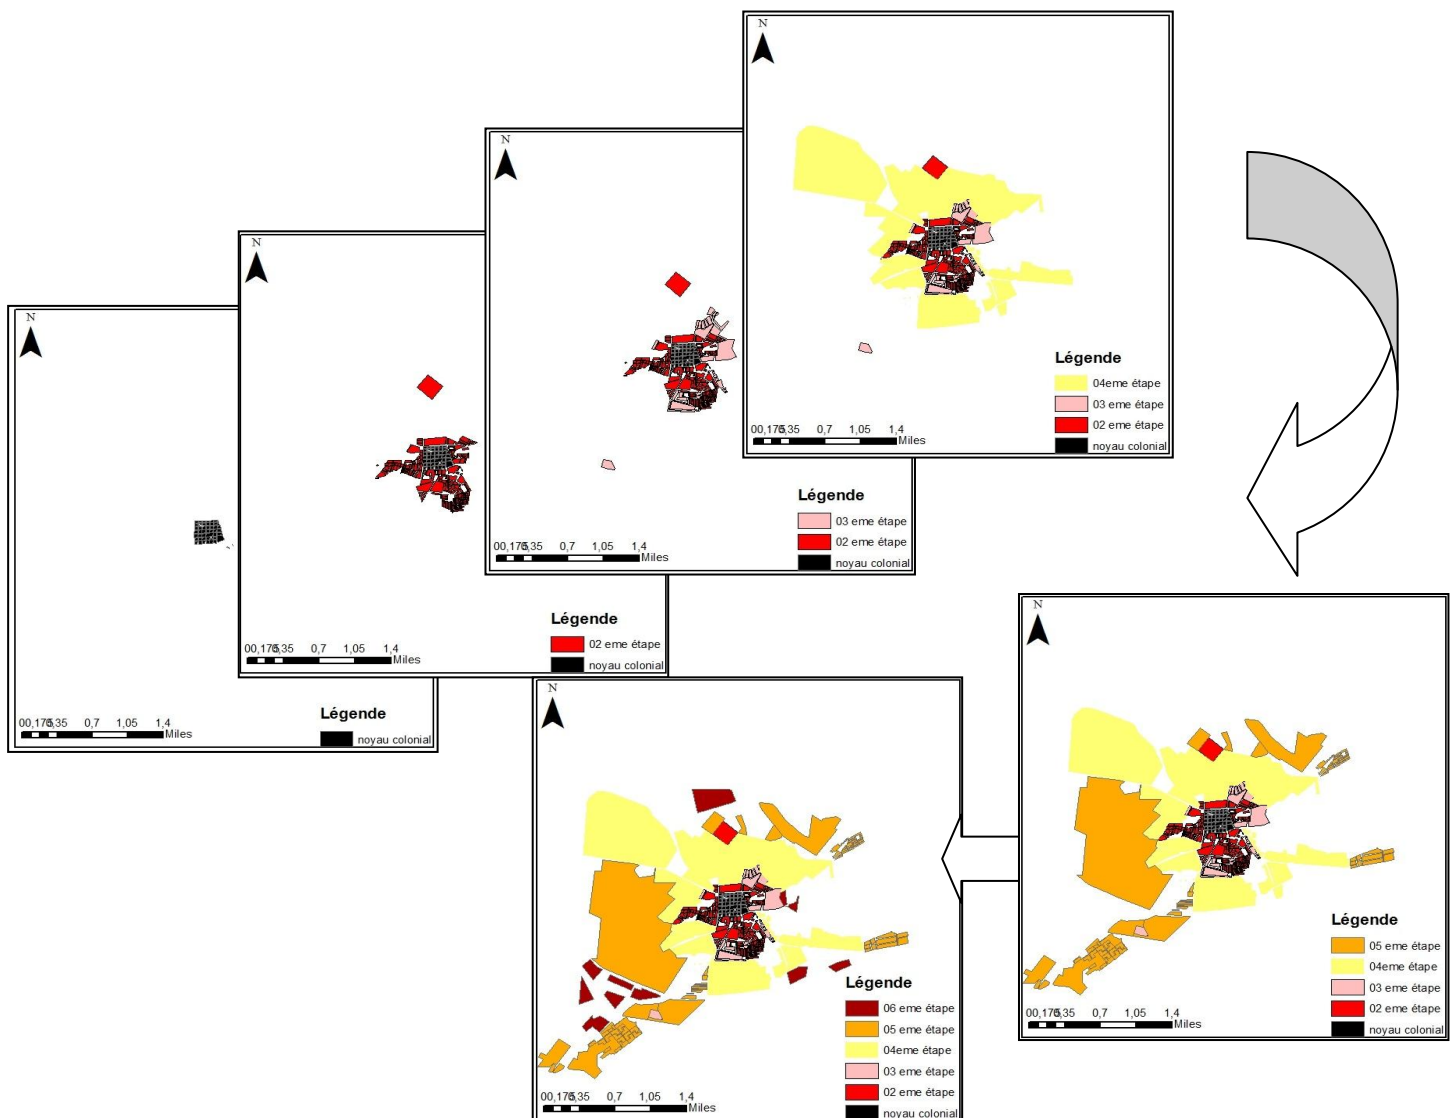 N
00,175,35 0,7 1,05 1,4
Miles
Légende
noyau colonial
N
00,175,35 0,7 1,05 1,4
Miles
Légende
02 eme étape
noyau colonial
N
00,175,35 0,7 1,05 1,4
Miles
Légende
03 eme étape
02 eme étape
noyau colonial
N
00,175,35 0,7 1,05 1,4
Miles
Légende
04eme étape
03 eme étape
02 eme étape
noyau colonial
N
00,175,35 0,7 1,05 1,4
Miles
Légende
05 eme étape
04eme étape
03 eme étape
02 eme étape
noyau colonial
N
00,175,35 0,7 1,05 1,4
Miles
Légende
06 eme étape
05 eme étape
04eme étape
03 eme étape
02 eme étape
noyau colonial